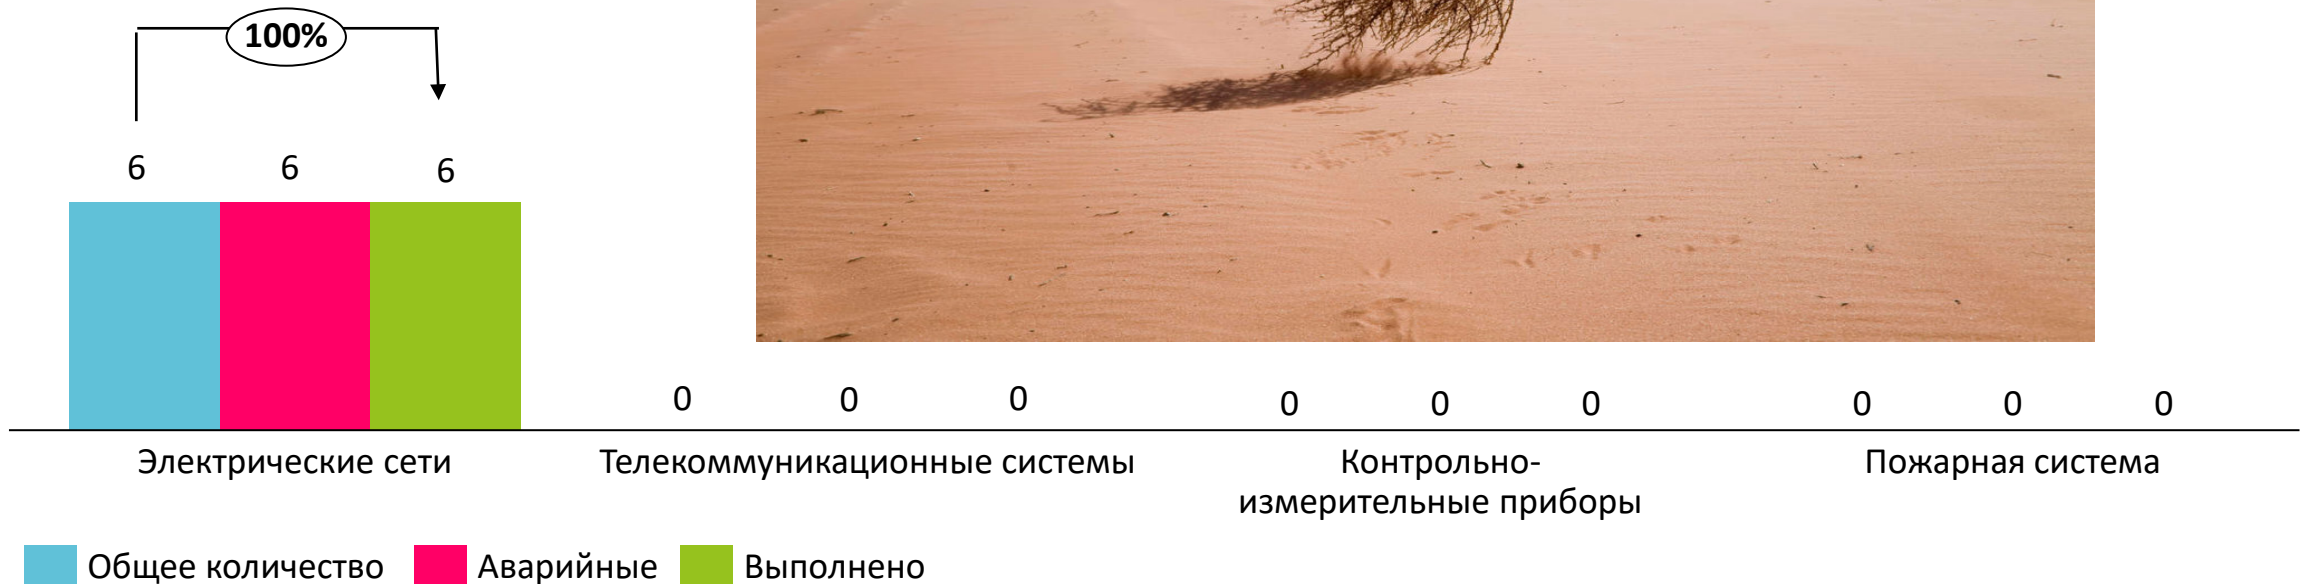 100%
6 6 6
0 0 0 0 0 0 0 0 0
Электрические сети Телекоммуникационные системы Контрольно- Пожарная система
измерительные приборы
Общее количество Аварийные Выполнено